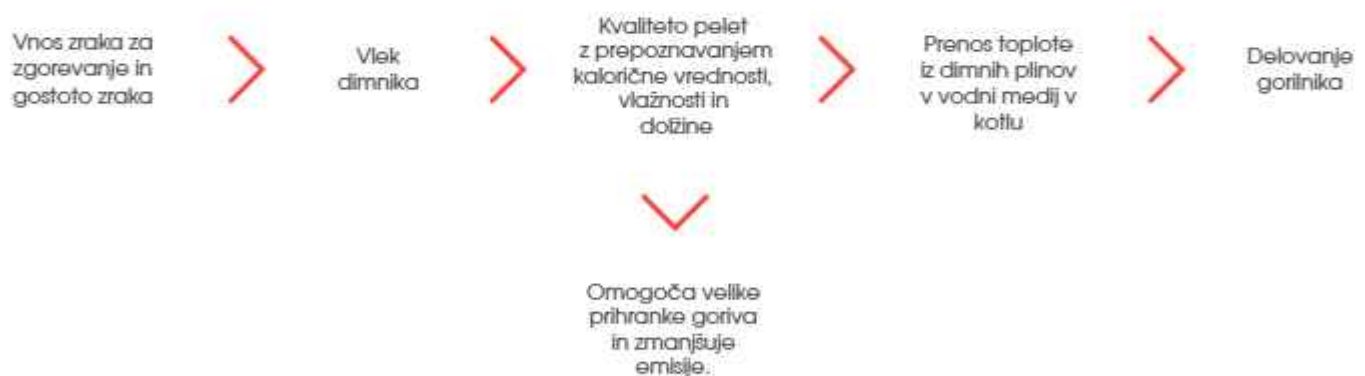 Vnos zraka za
zgorevanje in
gostoto zraka
Vlek
dimnika
Kvaliteto pelet
z prepoznavanjem
kalorične vrednosti,
vlažnosti in
dolžine
Prenos toplote
iz dimnih plinov
v vodni medij v
kotlu
Delovanje
gorilnika
Omogoča velike
prihranke goriva
in zmanjšuje
emisije.